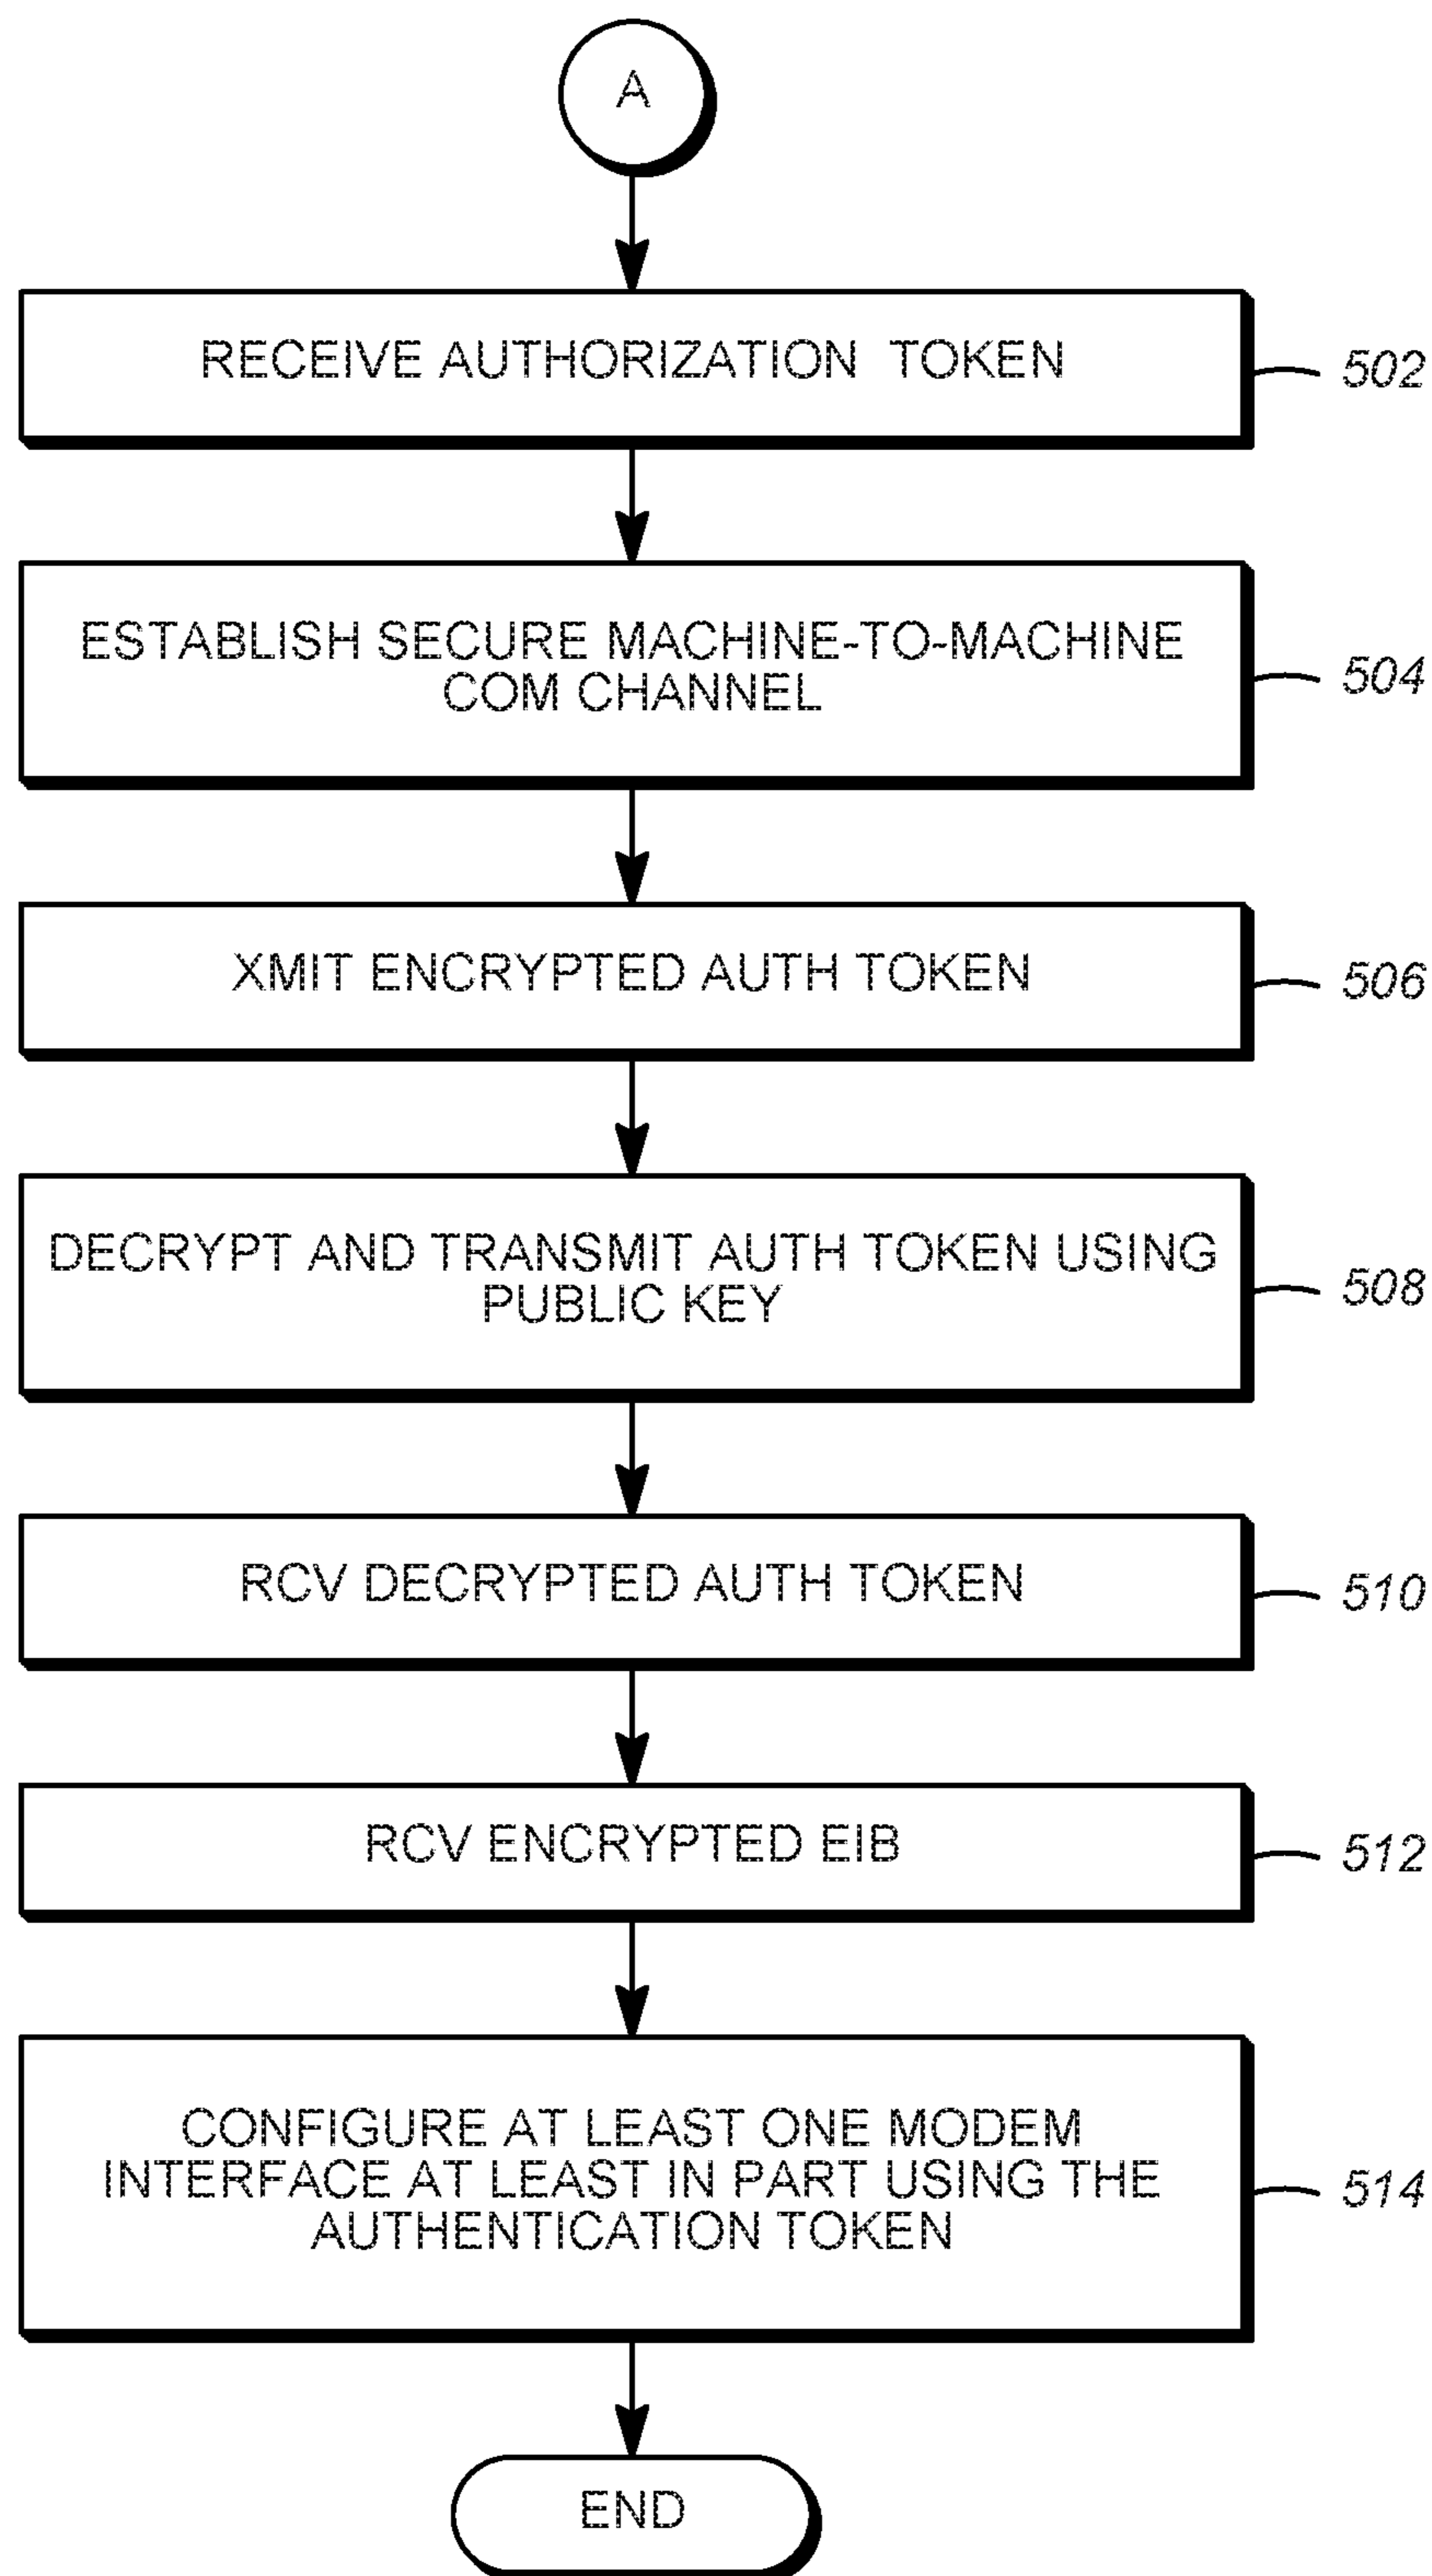 A
RECEIVE AUTHORIZATION TOKEN
502
ESTABLISH SECURE MACHINE-TO-MACHINE
COM CHANNEL
504
XMIT ENCRYPTED AUTH TOKEN
506
DECRYPT AND TRANSMIT AUTH TOKEN USING
PUBLIC KEY
508
RCV DECRYPTED AUTH TOKEN
510
RCV ENCRYPTED EIB
512
CONFIGURE AT LEAST ONE MODEM
INTERFACE AT LEAST IN PART USING THE
AUTHENTICATION TOKEN
514
END